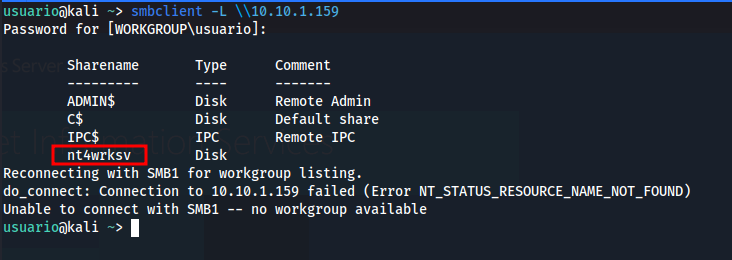 usuario@kali ~> smbclient -L \\10.10.1.159
Password for [WORKGROUP\usuario]:
Sharename Type Comment
--------- ---- -------
ADMIN$ Disk Remote Admin
C$ Disk Default share
IPC$ IPC Remote IPC
nt4wrksv Disk
Reconnecting with SMB1 for workgroup listing.
do_connect: Connection to 10.10.1.159 failed (Error NT_STATUS_RESOURCE_NAME_NOT_FOUND)
Unable to connect with SMB1 -- no workgroup available
usuario@kali ~>